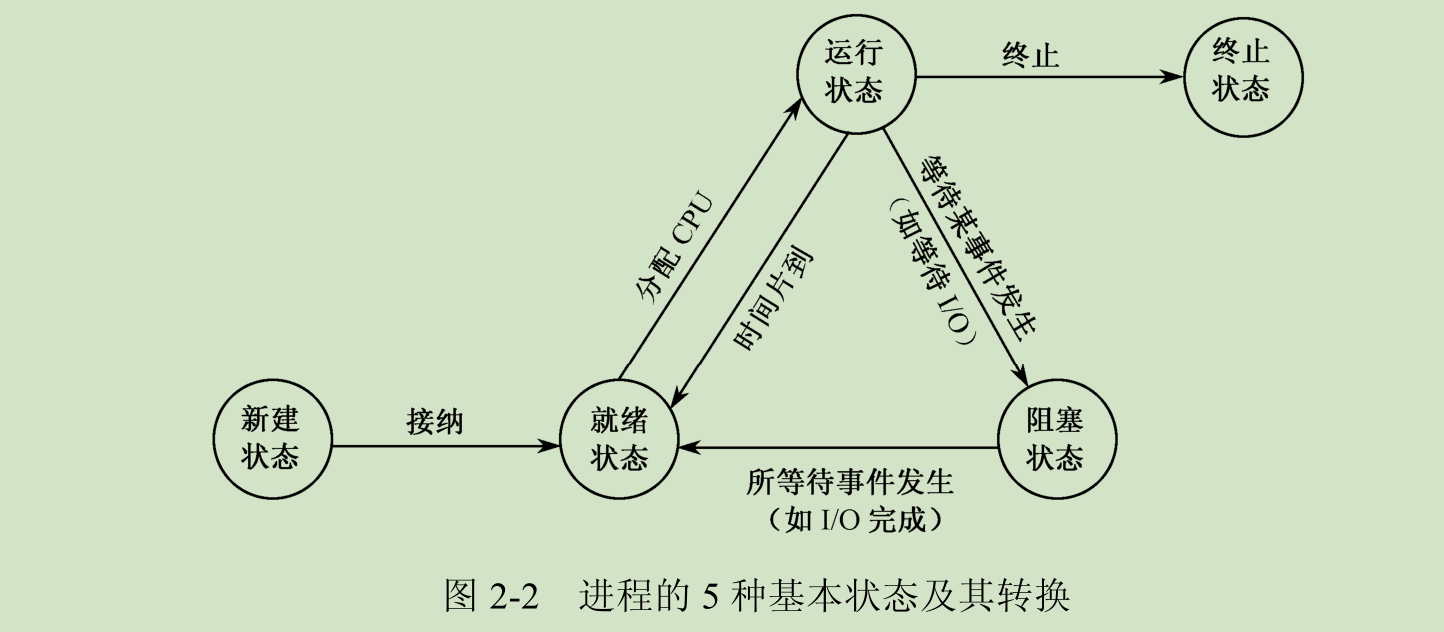 运行
状态
终止
终止
状态
分配 CPU
时间片到
等待某事件发生
（如等待 I/O）
新建
状态
接纳
就绪
状态
阻塞
状态
所等待事件发生
（如 I/O 完成）
图 2-2 进程的 5 种基本状态及其转换